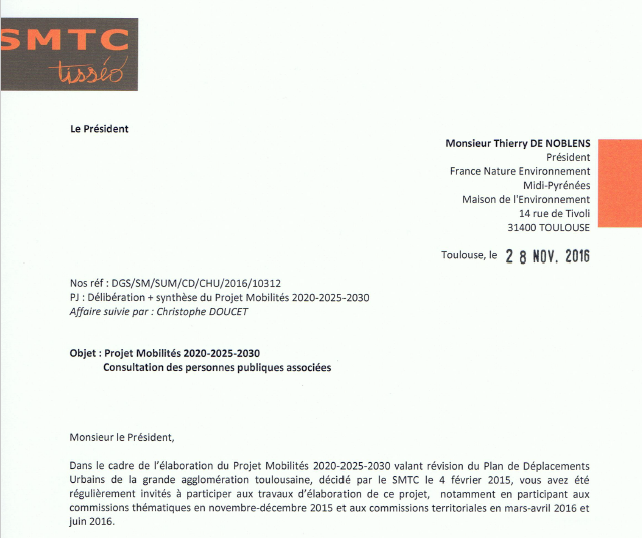 SMTC
tisséo
Le Président
Monsieur Thierry DE NOBLENS
Président
France Nature Environnement
Midi-Pyrénées
Maison de l'Environnement
14 rue de Tivoli
31400 TOULOUSE
Toulouse, le 28 NOV. 2016
Nos réf : DGS/SM/SUM/CD/CHU/2016/10312
PJ : Délibération + synthèse du Projet Mobilités 2020-2025-2030
Affaire suivie par : Christophe DOUCET
Objet : Projet Mobilités 2020-2025-2030
Consultation des personnes publiques associées
Monsieur le Président,
Dans le cadre de l'élaboration du Projet Mobilités 2020-2025-2030 valant révision du Plan de Déplacements
Urbains de la grande agglomération toulousaine, décidé par le SMTC le 4 février 2015, vous avez été
régulièrement invités à participer aux travaux d'élaboration de ce projet, notamment en participant aux
commissions thématiques en novembre-décembre 2015 et aux commissions territoriales en mars-avril 2016 et
juin 2016.